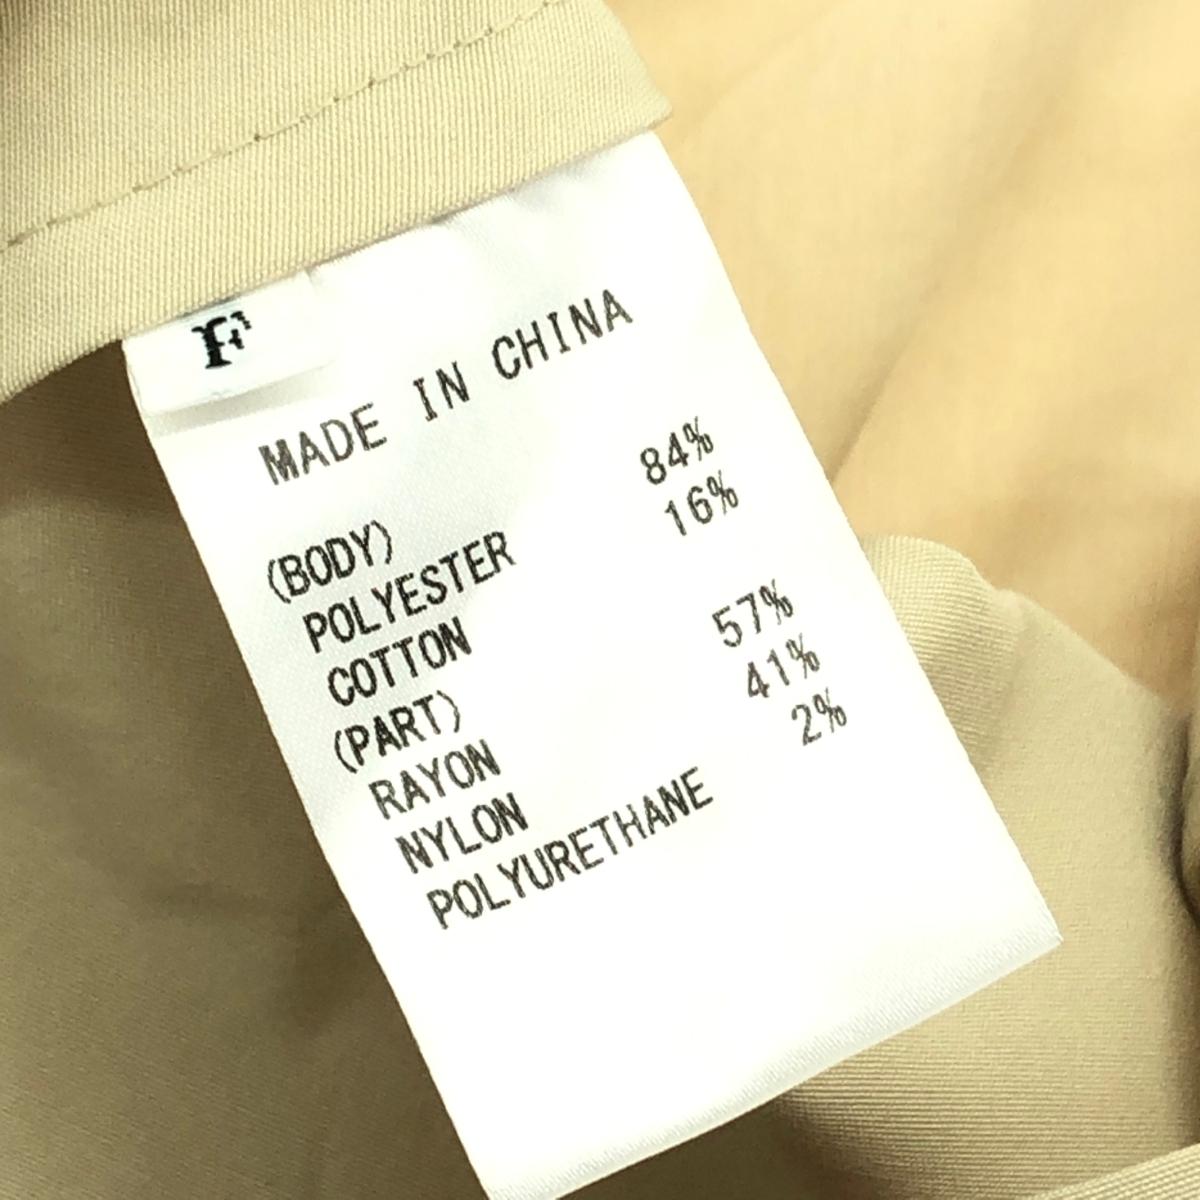 F
MADE IN CHINA
(BODY)
POLYESTER 84%
COTTON 16%
(PART)
RAYON 57%
NYLON 41%
POLYURETHANE 2%